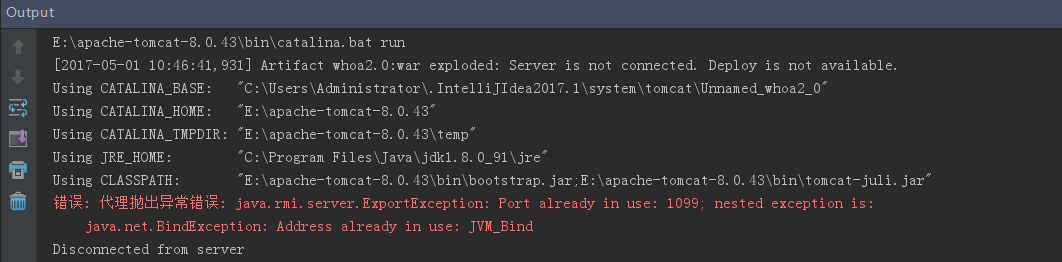 Output
E:\apache-tomcat-8.0.43\bin\catalina.bat run
[2017-05-01 10:46:41,931] Artifact whoa2.0:war exploded: Server is not connected. Deploy is not available.
Using CATALINA_BASE:   "C:\Users\Administrator\.IntelliJIdea2017.1\system\tomcat\Unnamed_whoa2_0"
Using CATALINA_HOME:   "E:\apache-tomcat-8.0.43"
Using CATALINA_TMPDIR: "E:\apache-tomcat-8.0.43\temp"
Using JRE_HOME:        "C:\Program Files\Java\jdk1.8.0_91\jre"
Using CLASSPATH:       "E:\apache-tomcat-8.0.43\bin\bootstrap.jar;E:\apache-tomcat-8.0.43\bin\tomcat-juli.jar"
错误: 代理抛出异常错误: java.rmi.server.ExportException: Port already in use: 1099; nested exception is:
java.net.BindException: Address already in use: JVM_Bind
Disconnected from server